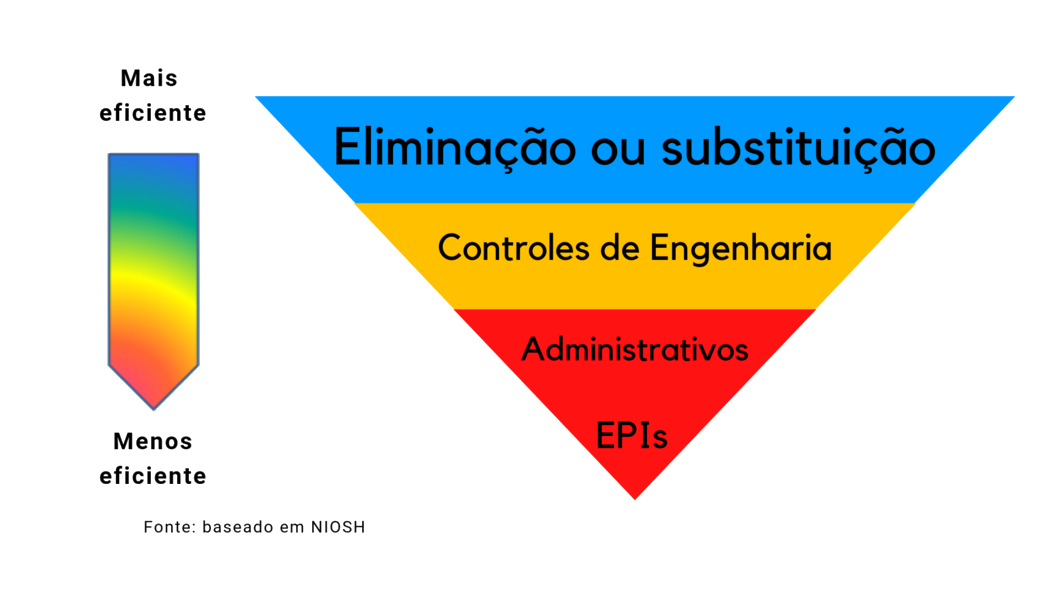 Mais
eficiente
Eliminação ou substituição
Controles de Engenharia
Administrativos
EPIs
Menos
eficiente
Fonte: baseado em NIOSH